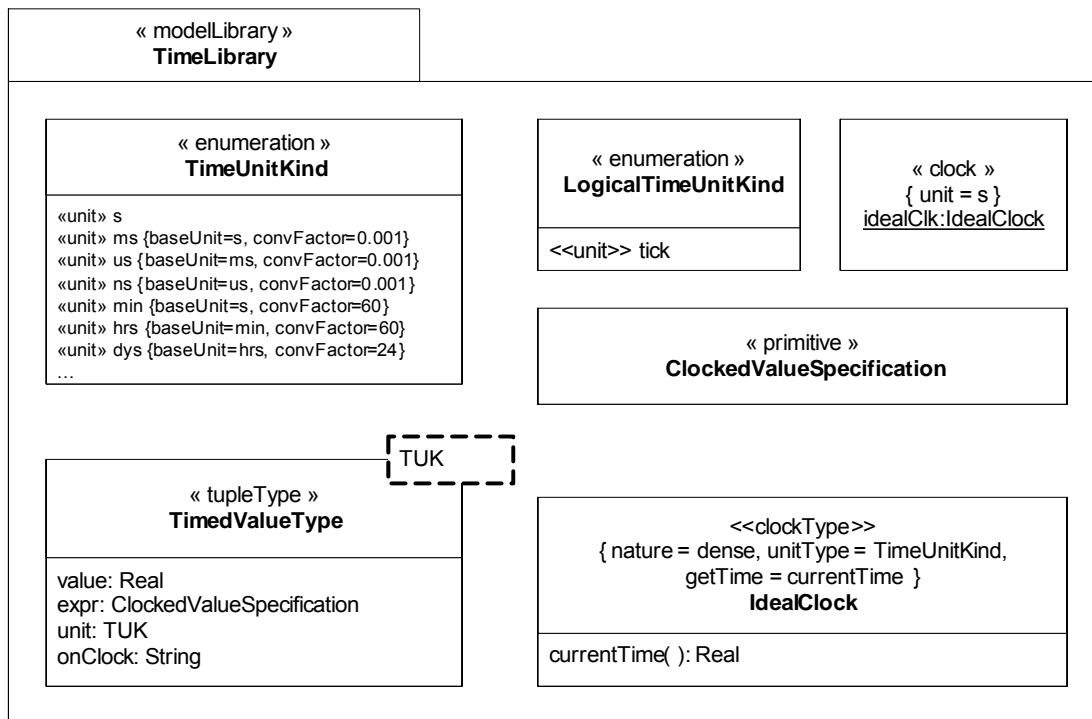 « modelLibrary »
TimeLibrary
« enumeration »
TimeUnitKind
«unit» s
«unit» ms {baseUnit=s, convFactor=0.001}
«unit» us {baseUnit=ms, convFactor=0.001}
«unit» ns {baseUnit=us, convFactor=0.001}
«unit» min {baseUnit=s, convFactor=60}
«unit» hrs {baseUnit=min, convFactor=60}
«unit» dys {baseUnit=hrs, convFactor=24}
...
« enumeration »
LogicalTimeUnitKind
<<unit>> tick
« clock »
{ unit = s }
idealClk:IdealClock
« primitive »
ClockedValueSpecification
TUK
« tupleType »
TimedValueType
value: Real
expr: ClockedValueSpecification
unit: TUK
onClock: String
<<clockType>>
{ nature = dense, unitType = TimeUnitKind,
getTime = currentTime }
IdealClock
currentTime( ): Real